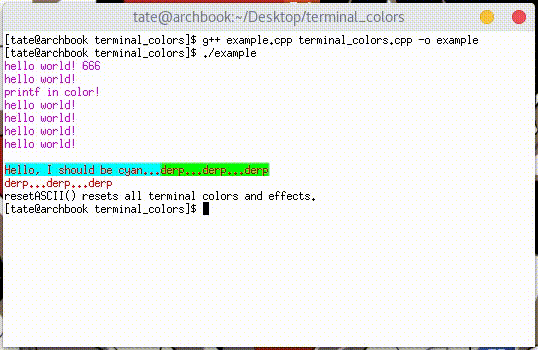 tate@archbook:~/Desktop/terminal_colors
[tate@archbook terminal_colors]$ g++ example.cpp terminal_colors.cpp -o example
[tate@archbook terminal_colors]$ ./example
hello world! 666
hello world!
printf in color!
hello world!
hello world!
hello world!
hello world!
Hello, I should be cyan...derp...derp...derp
derp...derp...derp
resetASCII() resets all terminal colors and effects.
[tate@archbook terminal_colors]$